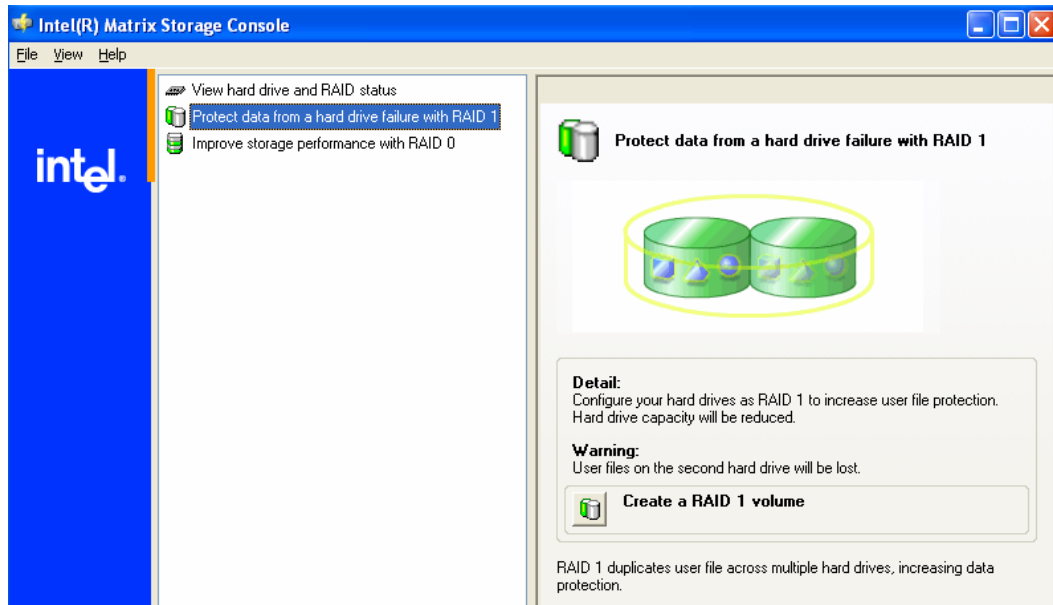 Intel(R) Matrix Storage Console
File View Help
intel.
View hard drive and RAID status
Protect data from a hard drive failure with RAID 1
Improve storage performance with RAID 0
Protect data from a hard drive failure with RAID 1
Detail:
Configure your hard drives as RAID 1 to increase user file protection.
Hard drive capacity will be reduced.
Warning:
User files on the second hard drive will be lost.
Create a RAID 1 volume
RAID 1 duplicates user file across multiple hard drives, increasing data
protection.